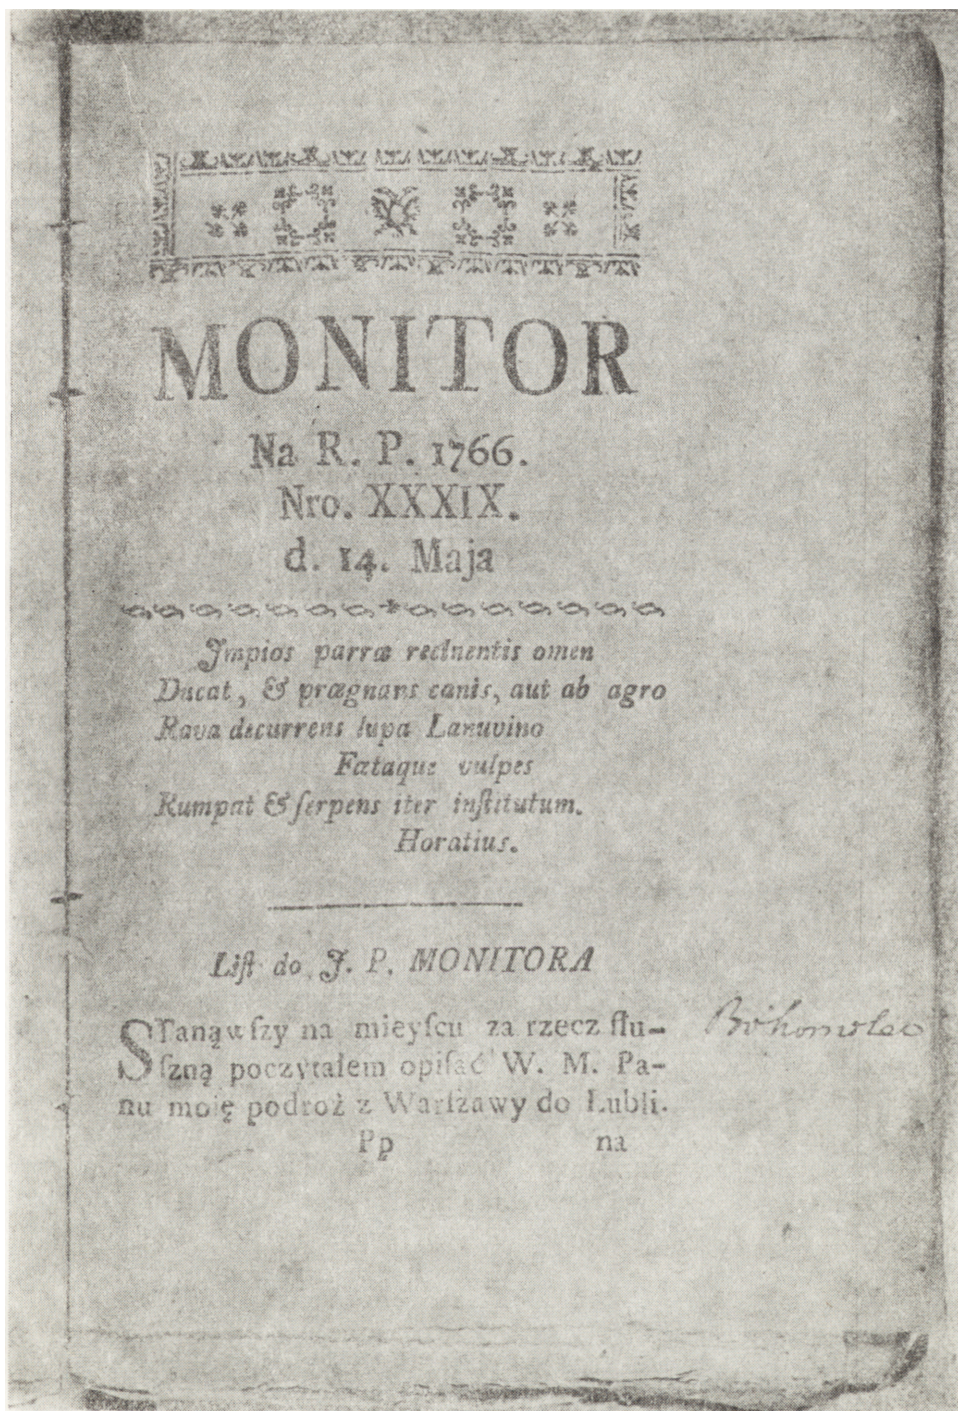 MONITOR
Na R. P. 1766.
Nro. XXXIX.
d. 14. Maja
Jmpios parræ recinentis omen
Ducat, & prægnans canis, aut ab agro
Rava decurrens lupa Lanuvino
Fætaque vulpes
Rumpat & ſerpens iter inſtitutum.
Horatius.
Liſt do J. P. MONITORA
STanąwſzy na mieyſcu za rzecz ſłu-
ſzną poczytałem opiſać W. M. Pa-
nu moię podroż z Warſzawy do Lubli-
Pp na